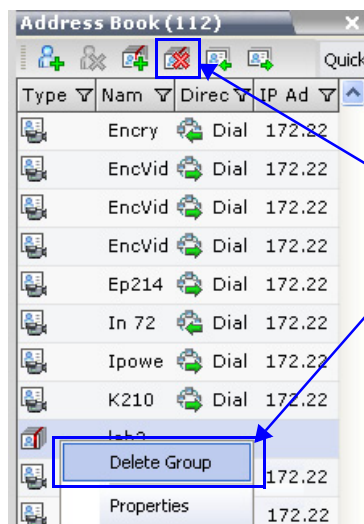 Address Book (112)
Quick
Type Nam Direc IP Ad
Encry Dial 172.22
EncVid Dial 172.22
EncVid Dial 172.22
EncVid Dial 172.22
Ep214 Dial 172.22
In 72 Dial 172.22
Ipowe Dial 172.22
K210 Dial 172.22
Delete Group
172.22
Properties
172.22